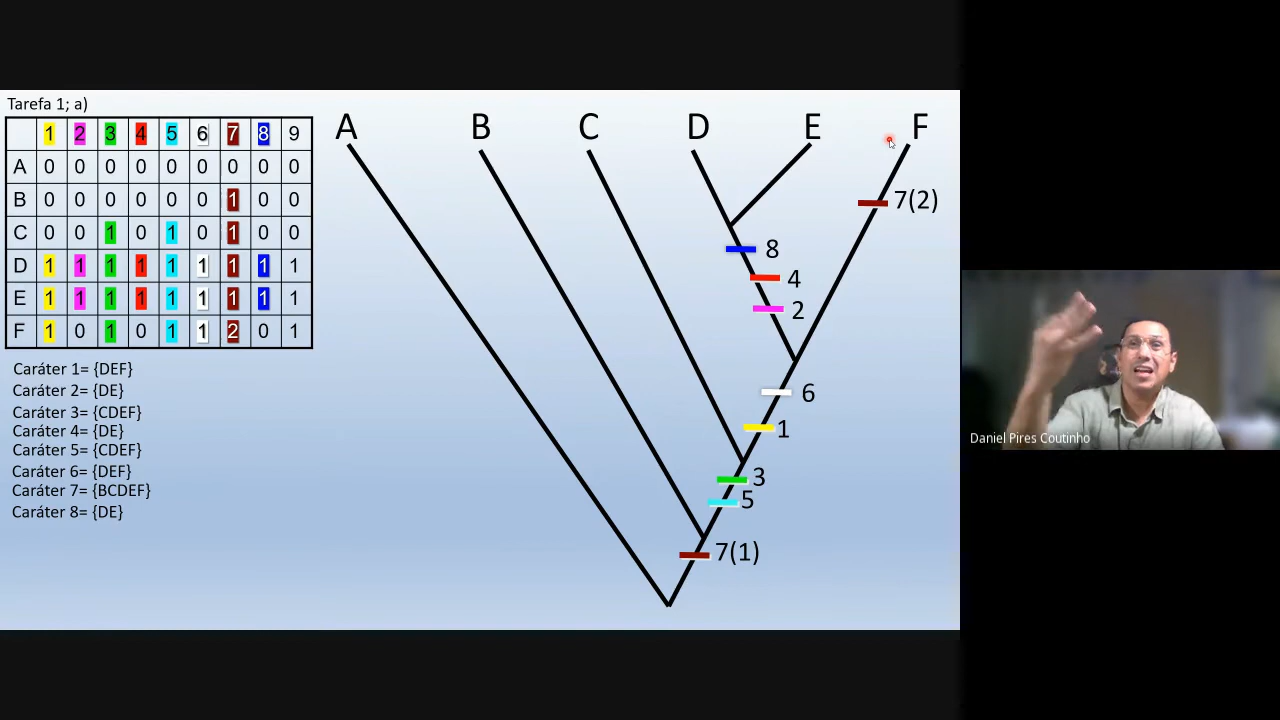 Tarefa 1; a)
1 2 3 4 5 6 7 8 9
A 0 0 0 0 0 0 0 0 0
B 0 0 0 0 0 0 1 0 0
C 0 0 1 0 1 0 1 0 0
D 1 1 1 1 1 1 1 1 1
E 1 1 1 1 1 1 1 1 1
F 1 0 1 0 1 1 2 0 1
Caráter 1= {DEF}
Caráter 2= {DE}
Caráter 3= {CDEF}
Caráter 4= {DE}
Caráter 5= {CDEF}
Caráter 6= {DEF}
Caráter 7= {BCDEF}
Caráter 8= {DE}
A B C D E F
7(2)
8
4
2
6
1
3
5
7(1)
Daniel Pires Coutinho